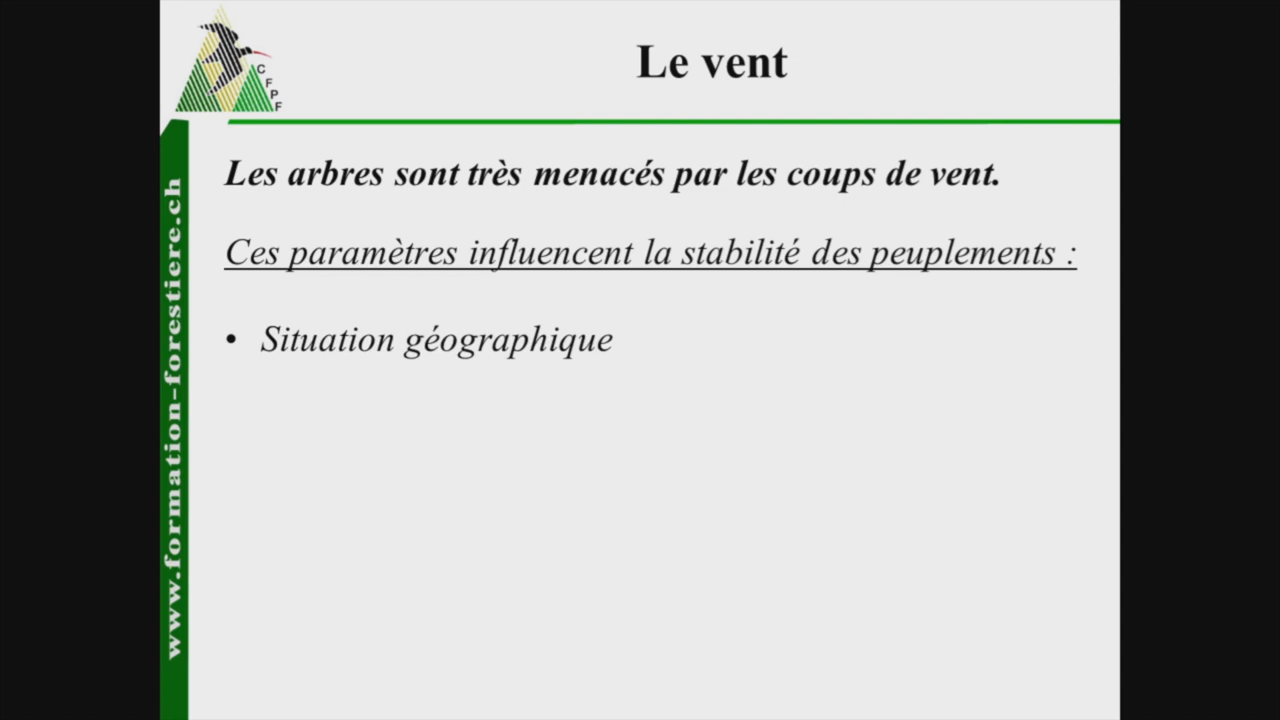 C
F
P
F
Le vent
Les arbres sont très menacés par les coups de vent.
Ces paramètres influencent la stabilité des peuplements :
• Situation géographique
www.formation-forestiere.ch